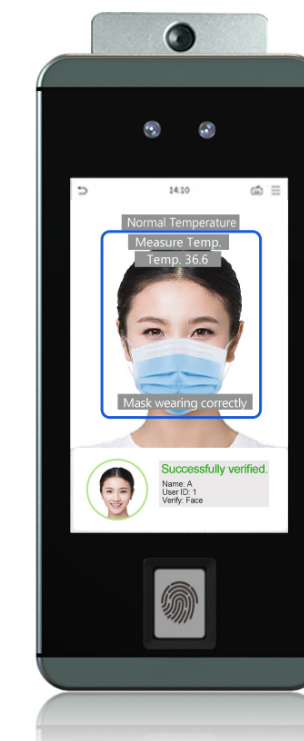 14:10
Normal Temperature
Measure Temp.
Temp. 36.6
Mask wearing correctly
Successfully verified.
Name: A
User ID: 1
Verify: Face